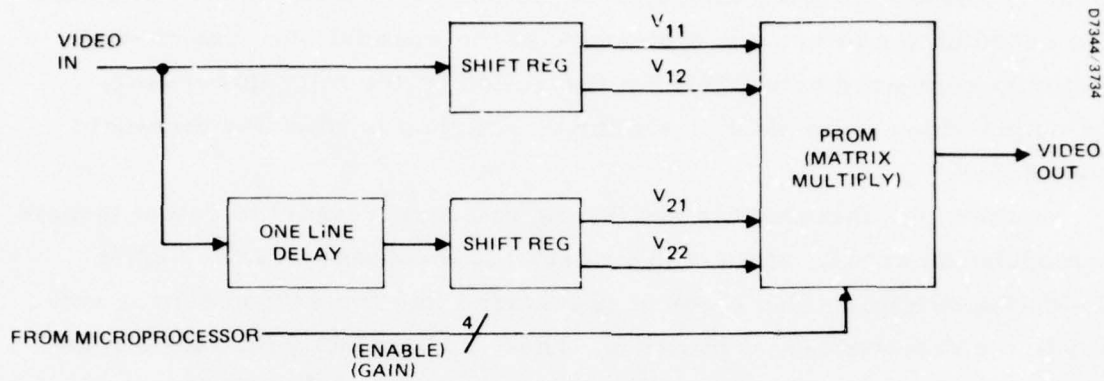 D7344/3734
VIDEO
IN
SHIFT REG
V11
V12
PROM
(MATRIX
MULTIPLY)
VIDEO
OUT
ONE LINE
DELAY
SHIFT REG
V21
V22
FROM MICROPROCESSOR
4
(ENABLE)
(GAIN)